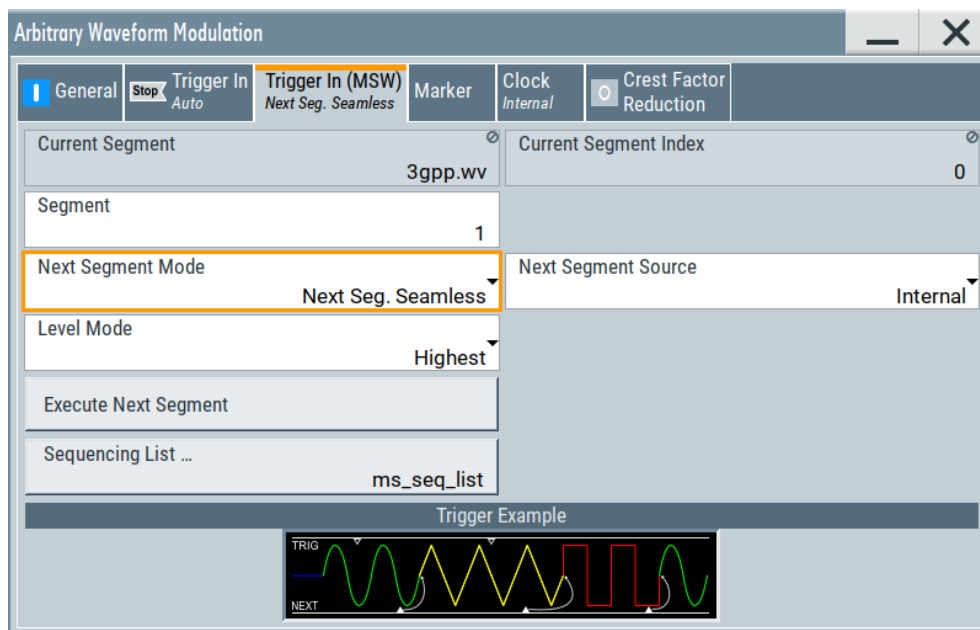 Arbitrary Waveform Modulation
General
Stop
Trigger In
Auto
Trigger In (MSW)
Next Seg. Seamless
Marker
Clock
Internal
Crest Factor
Reduction
Current Segment
3gpp.wv
Current Segment Index
0
Segment
1
Next Segment Mode
Next Seg. Seamless
Next Segment Source
Internal
Level Mode
Highest
Execute Next Segment
Sequencing List ...
ms_seq_list
Trigger Example
TRIG
NEXT